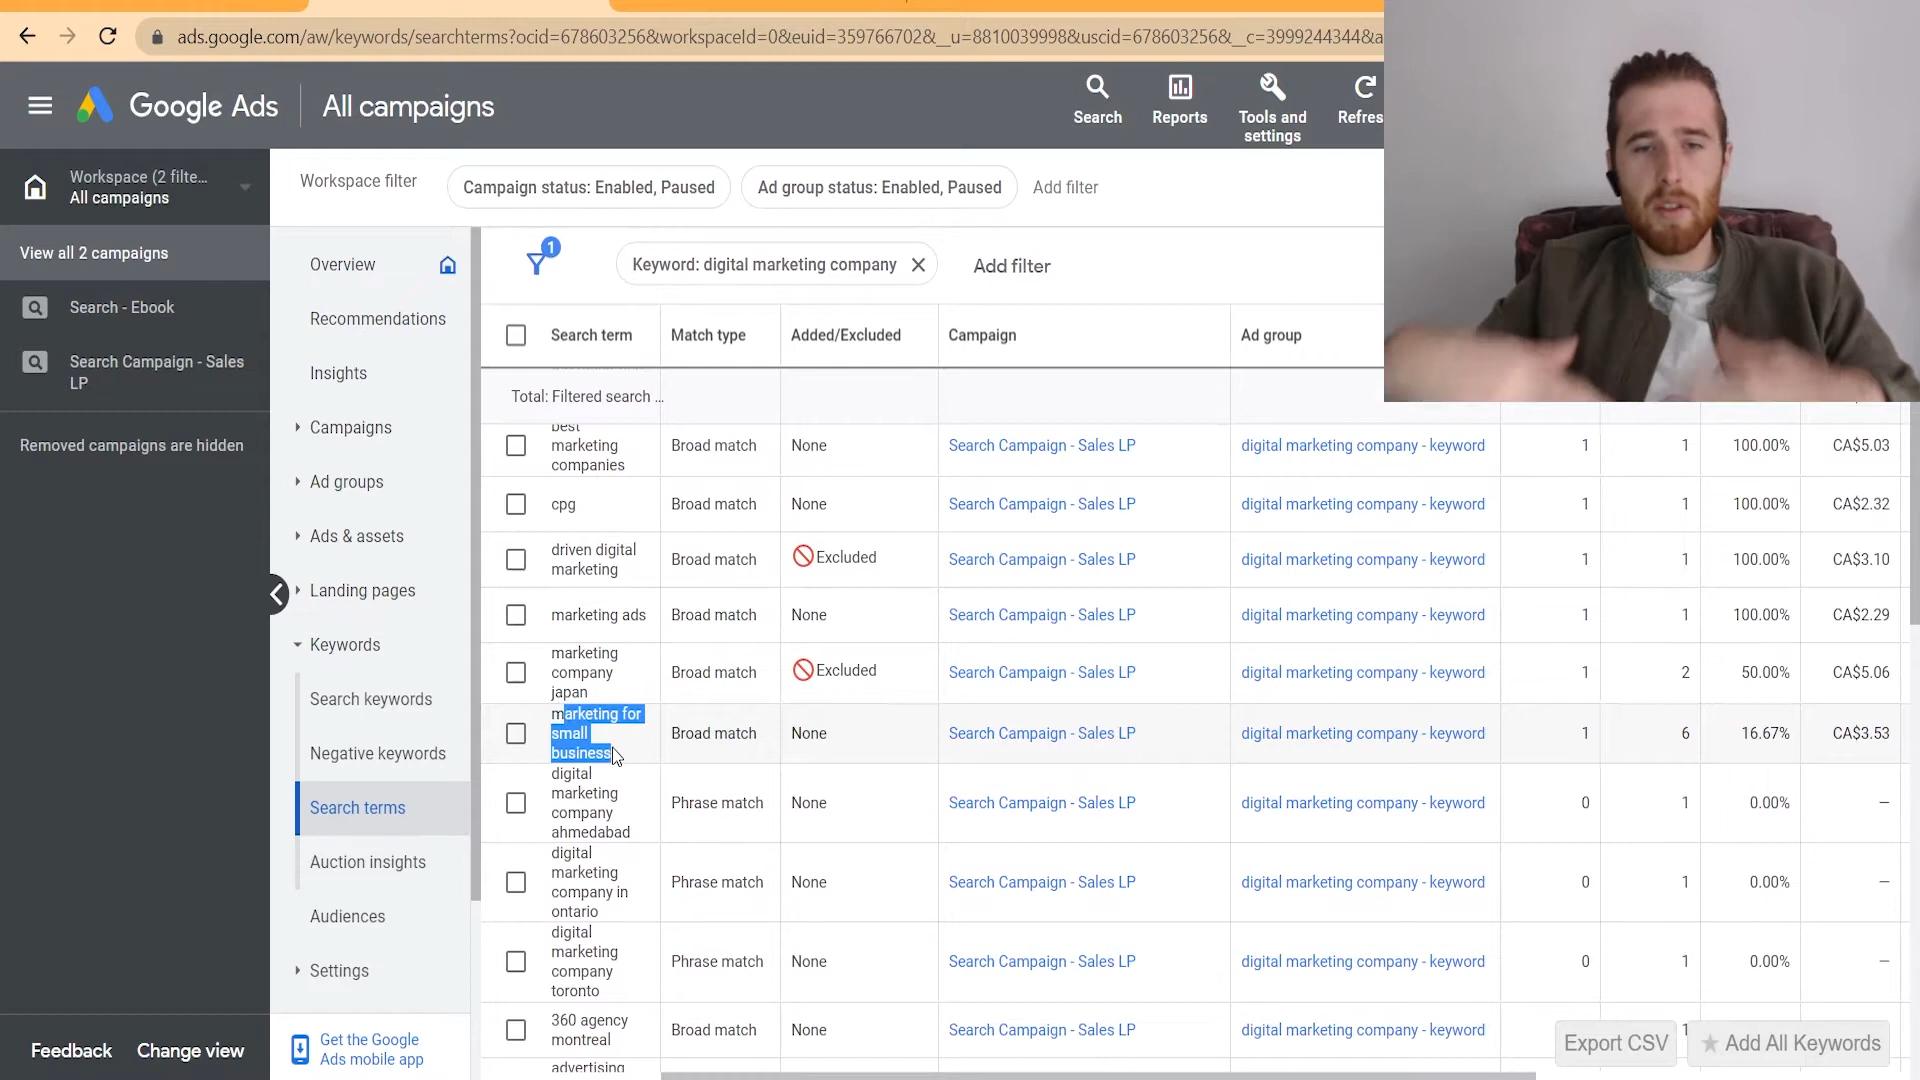 ads.google.com/aw/keywords/searchterms?ocid=678603256&workspaceId=0&euid=359766702&__u=8810039998&uscid=678603256&__c=3999244344&a
Google Ads
All campaigns
Search
Reports
Tools and
settings
Refres
Workspace (2 filte...
All campaigns
View all 2 campaigns
Search - Ebook
Search Campaign - Sales
LP
Removed campaigns are hidden
Feedback
Change view
Workspace filter
Campaign status: Enabled, Paused
Ad group status: Enabled, Paused
Add filter
Overview
Recommendations
Insights
Campaigns
Ad groups
Ads & assets
Landing pages
Keywords
Search keywords
Negative keywords
Search terms
Auction insights
Audiences
Settings
Get the Google
Ads mobile app
1
Keyword: digital marketing company
Add filter
Search term Match type Added/Excluded Campaign Ad group
Total: Filtered search ...
best
marketing
companies
Broad match None Search Campaign - Sales LP digital marketing company - keyword 1 1 100.00% CA$5.03
cpg Broad match None Search Campaign - Sales LP digital marketing company - keyword 1 1 100.00% CA$2.32
driven digital
marketing
Broad match Excluded Search Campaign - Sales LP digital marketing company - keyword 1 1 100.00% CA$3.10
marketing ads Broad match None Search Campaign - Sales LP digital marketing company - keyword 1 1 100.00% CA$2.29
marketing
company
japan
Broad match Excluded Search Campaign - Sales LP digital marketing company - keyword 1 2 50.00% CA$5.06
marketing for
small
business
Broad match None Search Campaign - Sales LP digital marketing company - keyword 1 6 16.67% CA$3.53
digital
marketing
company
ahmedabad
Phrase match None Search Campaign - Sales LP digital marketing company - keyword 0 1 0.00% —
digital
marketing
company in
ontario
Phrase match None Search Campaign - Sales LP digital marketing company - keyword 0 1 0.00% —
digital
marketing
company
toronto
Phrase match None Search Campaign - Sales LP digital marketing company - keyword 0 1 0.00% —
360 agency
montreal
Broad match None Search Campaign - Sales LP digital marketing company - keyword
advertising
Export CSV
Add All Keywords